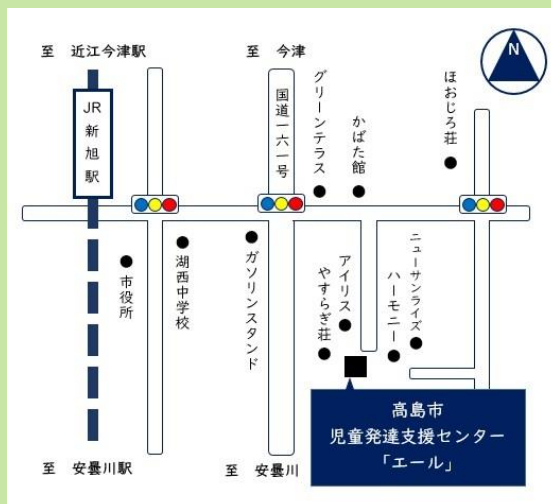 至 近江今津駅
至 今津
N
JR新旭駅
国道一六一号
グリーンテラス
かばた館
ほおじろ荘
市役所
湖西中学校
ガソリンスタンド
やすらぎ荘
アイリス
ハーモニー
ニューサンライズ
高島市
児童発達支援センター
「エール」
至 安曇川駅
至 安曇川